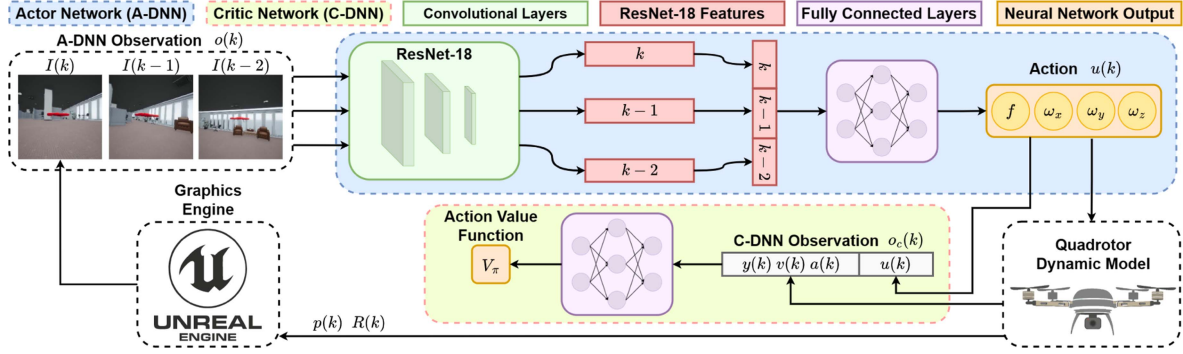 Actor Network (A-DNN)
Critic Network (C-DNN)
Convolutional Layers
ResNet-18 Features
Fully Connected Layers
Neural Network Output
A-DNN Observation o(k)
I(k) I(k−1) I(k−2)
ResNet-18
k
k − 1
k − 2
k
k − 1
k − 2
Action u(k)
f ω_x ω_y ω_z
Graphics
Engine
UNREAL
ENGINE
Action Value
Function
V_π
C-DNN Observation o_c(k)
y(k) v(k) a(k) u(k)
Quadrotor
Dynamic Model
p(k) R(k)